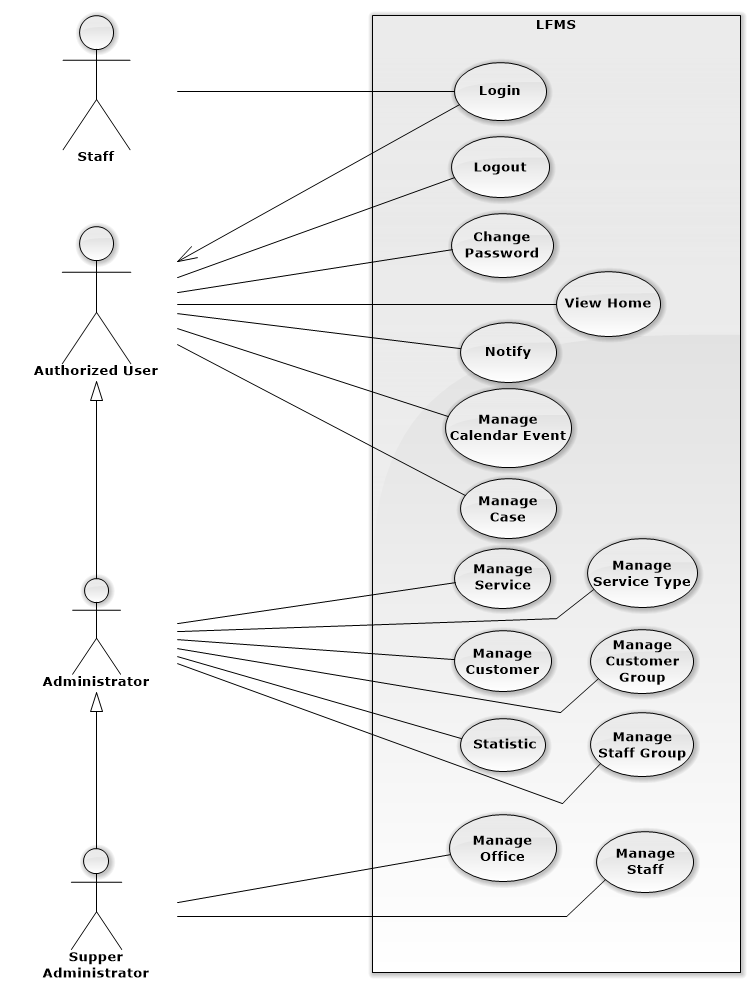 LFMS
Staff
Login
Logout
Change
Password
Authorized User
View Home
Notify
Manage
Calendar Event
Manage
Case
Manage
Service
Manage
Service Type
Administrator
Manage
Customer
Manage
Customer
Group
Statistic
Manage
Staff Group
Supper
Administrator
Manage
Office
Manage
Staff